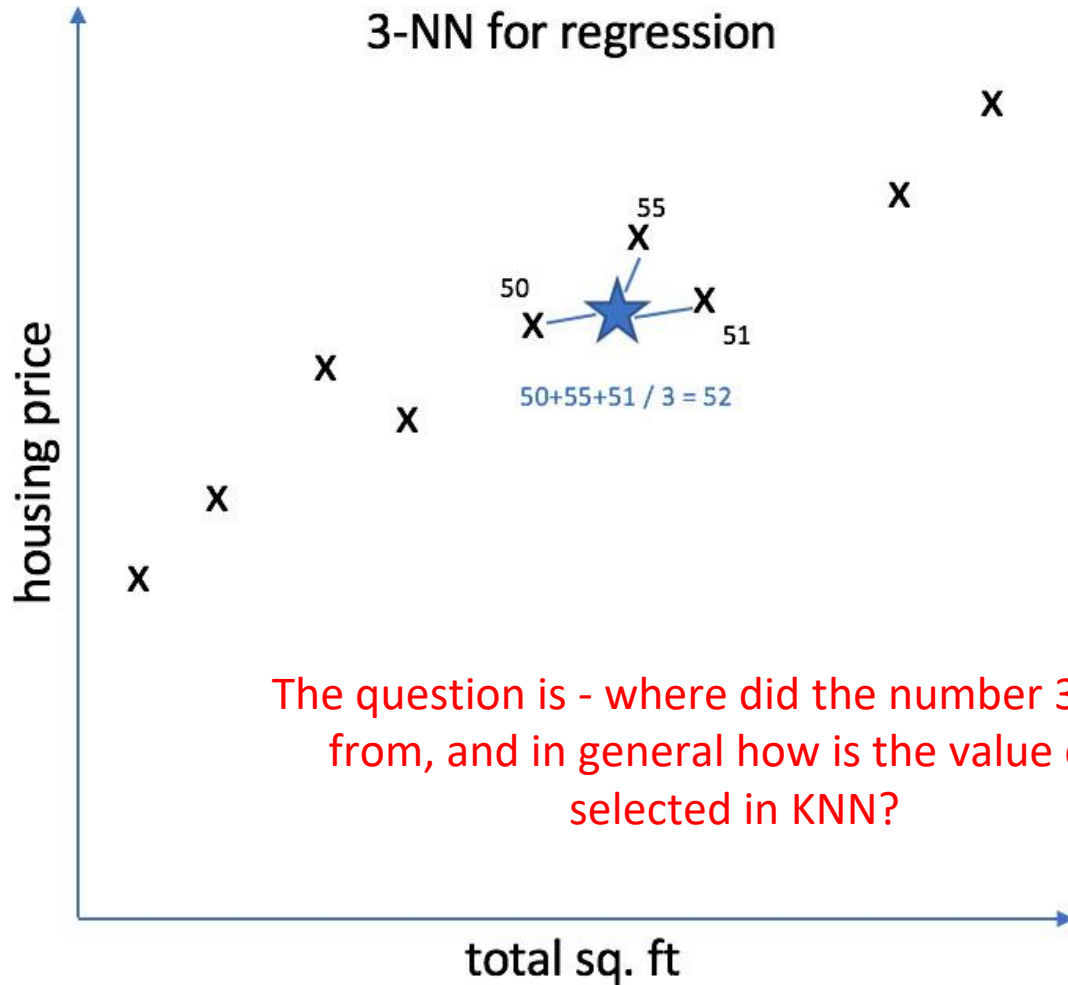 3-NN for regression
X
X
55
X
50
X
X
51
50+55+51 / 3 = 52
X
X
X
X
housing price
The question is - where did the number 3
from, and in general how is the value
selected in KNN?
total sq. ft